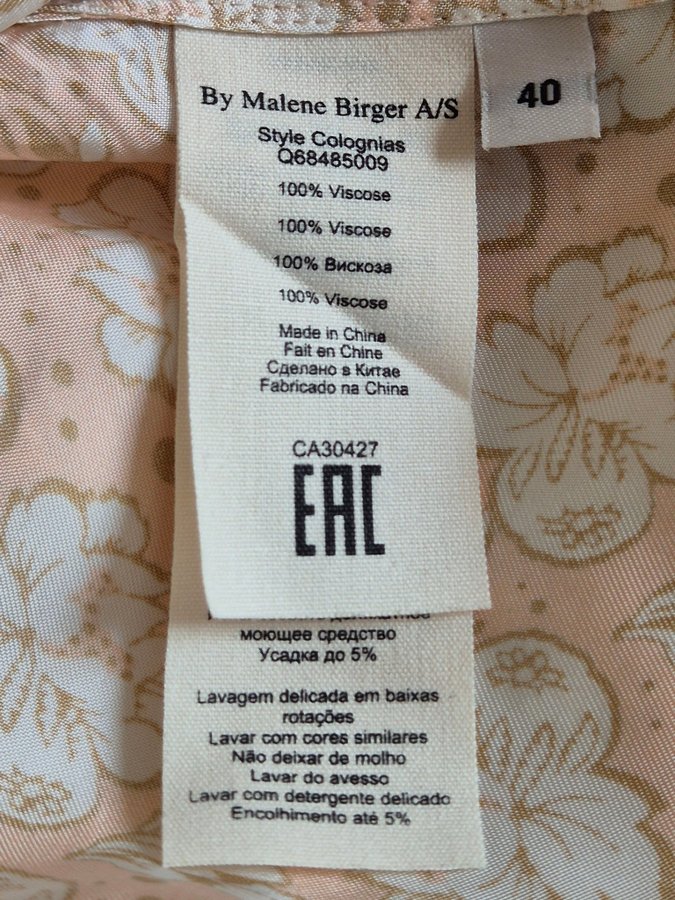 By Malene Birger A/S
40
Style Colognias
Q68485009
100% Viscose
100% Viscose
100% Вискоза
100% Viscose
Made in China
Fait en Chine
Сделано в Китае
Fabricado na China
CA30427
EAC
моющее средство
Усадка до 5%
Lavagem delicada em baixas
rotações
Lavar com cores similares
Não deixar de molho
Lavar do avesso
Lavar com detergente delicado
Encolhimento até 5%